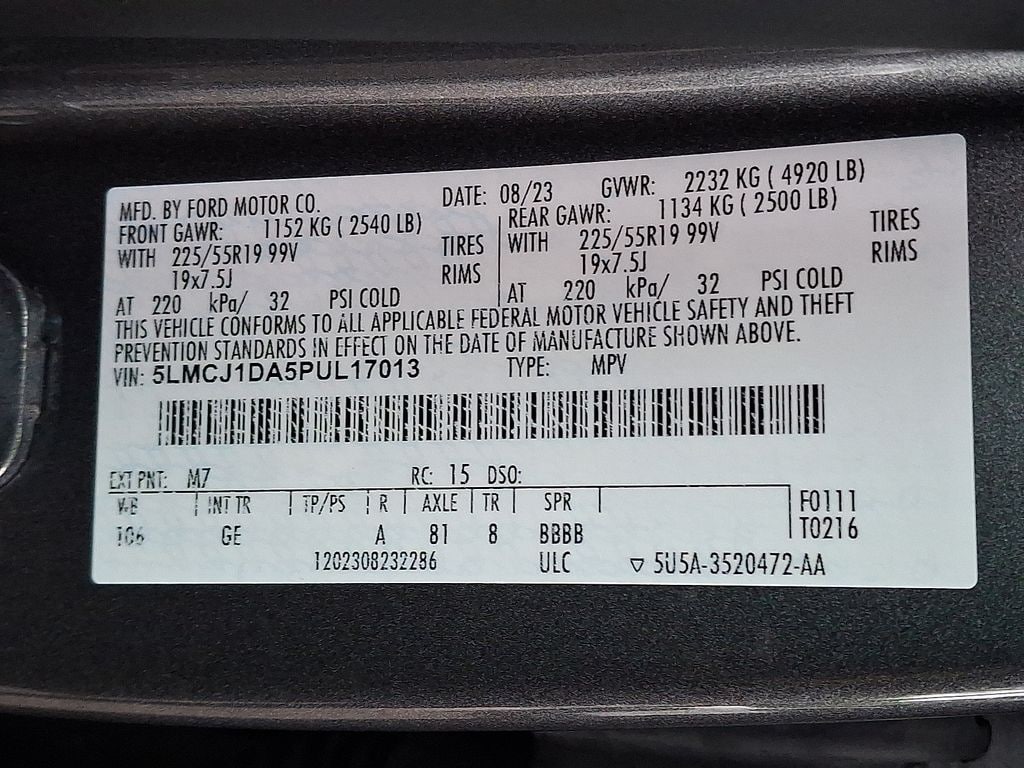 MFD. BY FORD MOTOR CO. DATE: 08/23 GVWR: 2232 KG ( 4920 LB)
FRONT GAWR: 1152 KG ( 2540 LB) REAR GAWR: 1134 KG ( 2500 LB)
WITH 225/55R19 99V TIRES WITH 225/55R19 99V TIRES
19x7.5J RIMS 19x7.5J RIMS
AT 220 kPa/ 32 PSI COLD AT 220 kPa/ 32 PSI COLD
THIS VEHICLE CONFORMS TO ALL APPLICABLE FEDERAL MOTOR VEHICLE SAFETY AND THEFT
PREVENTION STANDARDS IN EFFECT ON THE DATE OF MANUFACTURE SHOWN ABOVE.
VIN: 5LMCJ1DA5PUL17013 TYPE: MPV
EXT PNT: M7 RC: 15 DSO:
WB INT TR TP/PS R AXLE TR SPR F0111
106 GE A 81 8 BBBB T0216
1202308232286 ULC ▽ 5U5A-3520472-AA